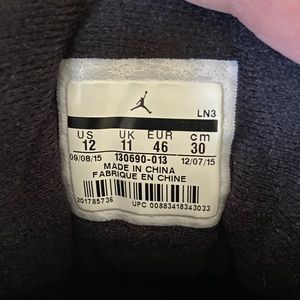 LN3
US UK EUR cm
12 11 46 30
09/08/15 130690-013 12/07/15
MADE IN CHINA
FABRIQUE EN CHINE
201785736 UPC 00883418343033